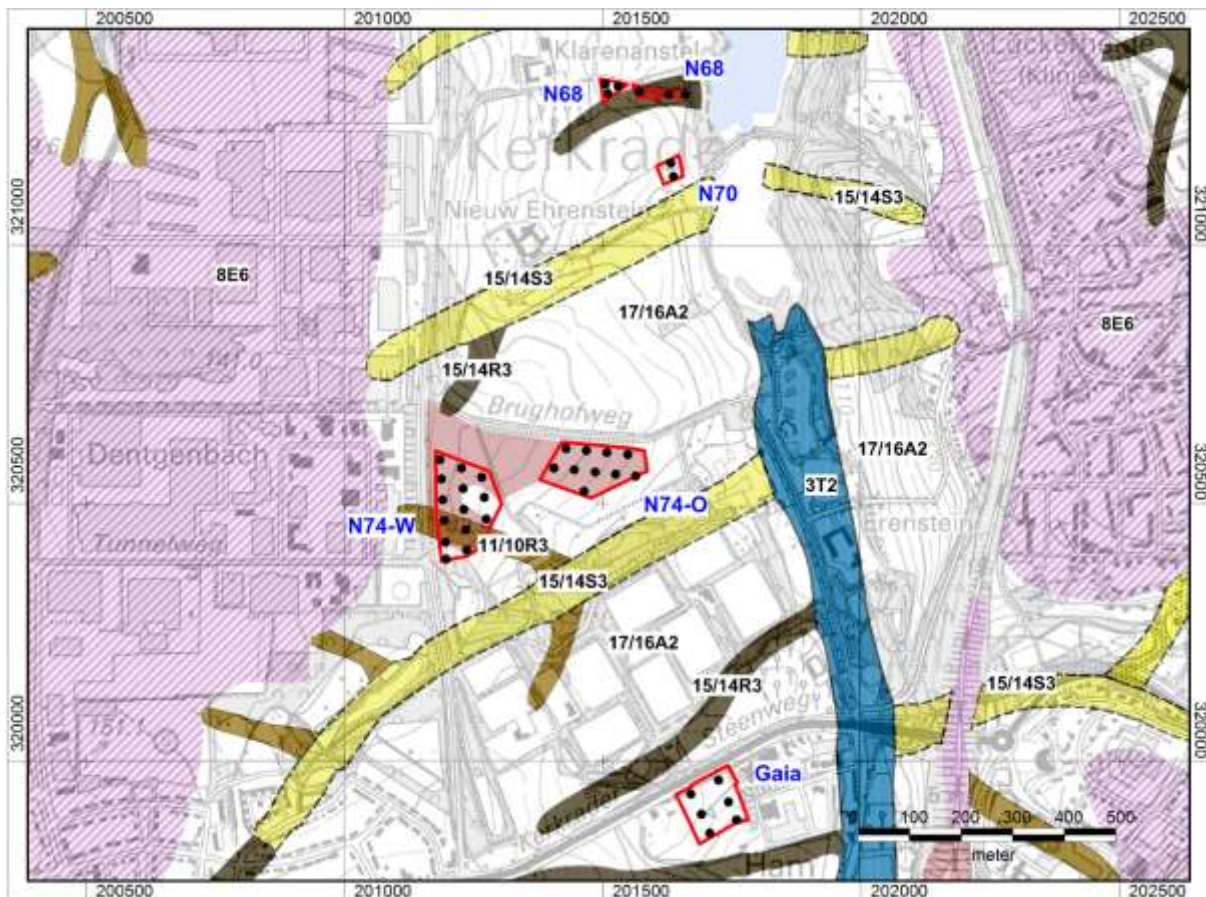 200500 201000 201500 202000 202500
Klarenanstel
N68
N68
Kerkrade
321000
321000
N70
15/14S3
Nieuw Ehrenstein
8E6
15/14S3
17/16A2
8E6
15/14R3
Brughofweg
17/16A2
320500
320500
3T2
N74-O
N74-W
Erenstein
Tunnelweg
11/10R3
15/14S3
17/16A2
15/14R3
15/14S3
320000
320000
Steenweg
Gaia
100 200 300 400 500
meter
Ham
200500 201000 201500 202000 202500